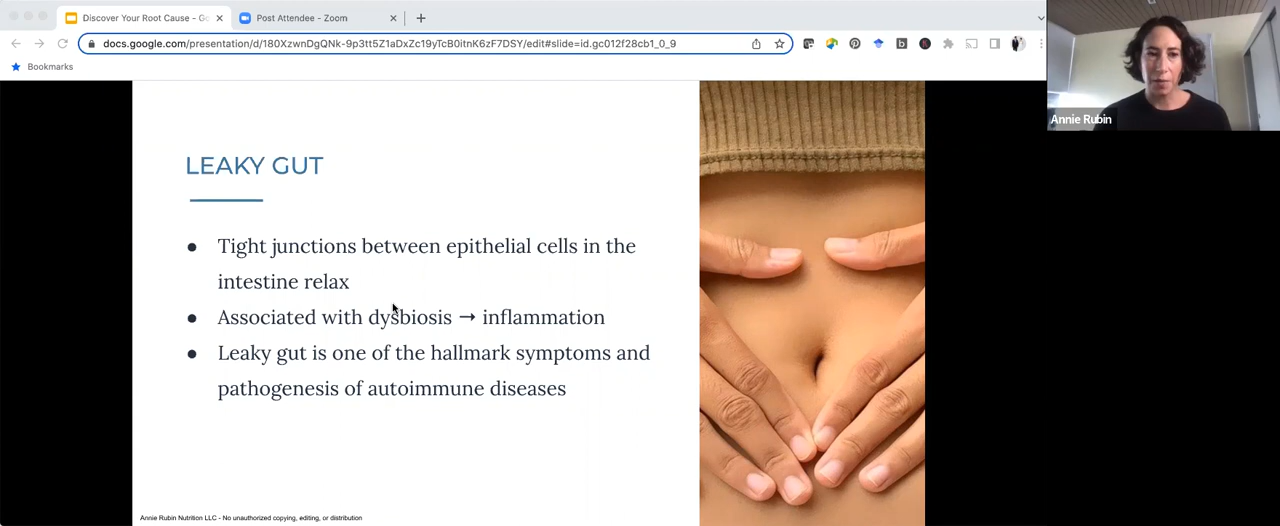 Discover Your Root Cause - Go
Post Attendee - Zoom
docs.google.com/presentation/d/180XzwnDgQNk-9p3tt5Z1aDxZc19yTcB0itnK6zF7DSY/edit#slide=id.gc012f28cb1_0_9
Bookmarks
Annie Rubin
LEAKY GUT
● Tight junctions between epithelial cells in the
intestine relax
● Associated with dysbiosis → inflammation
● Leaky gut is one of the hallmark symptoms and
pathogenesis of autoimmune diseases
Annie Rubin Nutrition LLC - No unauthorized copying, editing, or distribution